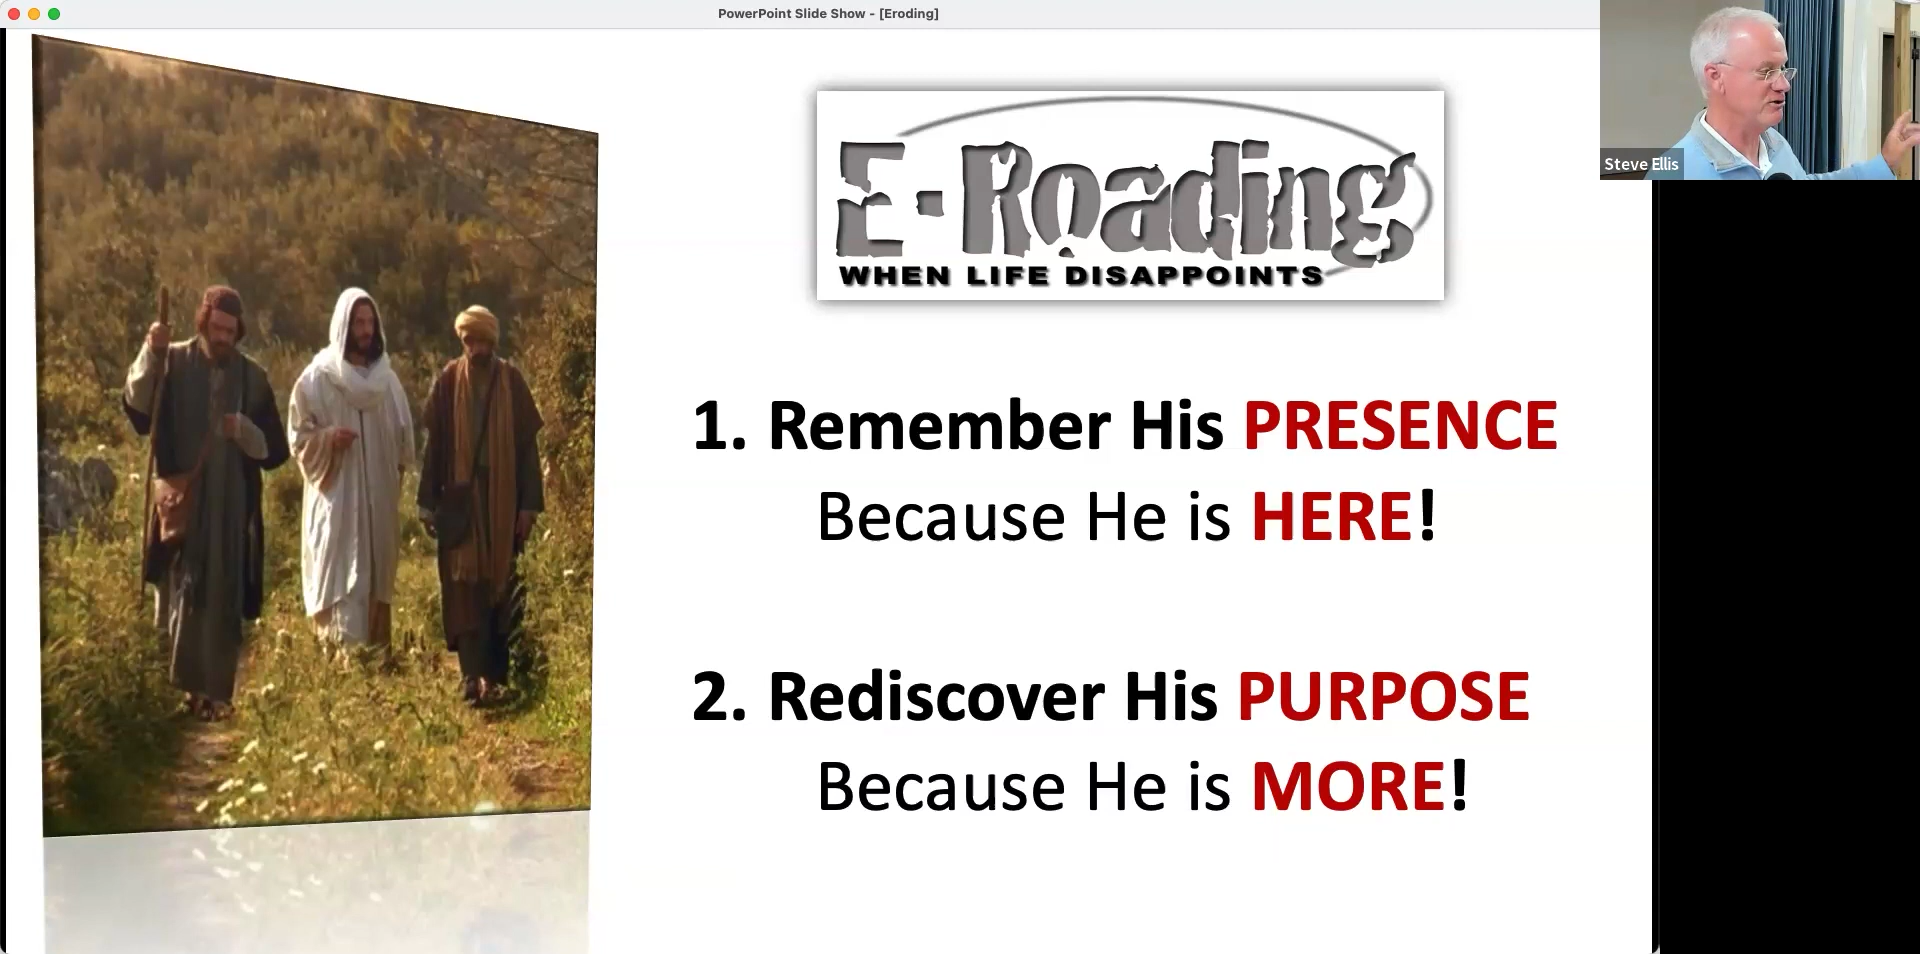 PowerPoint Slide Show - [Eroding]
Steve Ellis
E-Roading
WHEN LIFE DISAPPOINTS
1. Remember His PRESENCE
Because He is HERE!
2. Rediscover His PURPOSE
Because He is MORE!